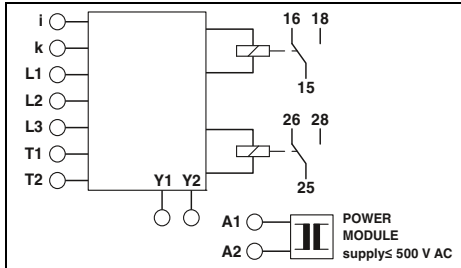 i
k
L1
L2
L3
T1
T2
Y1 Y2
16 18
15
26 28
25
A1
A2
POWER
MODULE
supply≤ 500 V AC